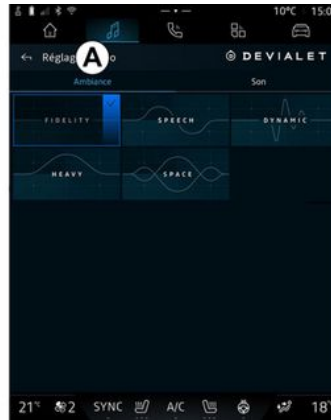 10°C 15:0
Réglag A o
DEVIALET
Ambiance Son
FIDELITY SPEECH DYNAMIC
HEAVY SPACE
21°C 2 SYNC A/C 18°